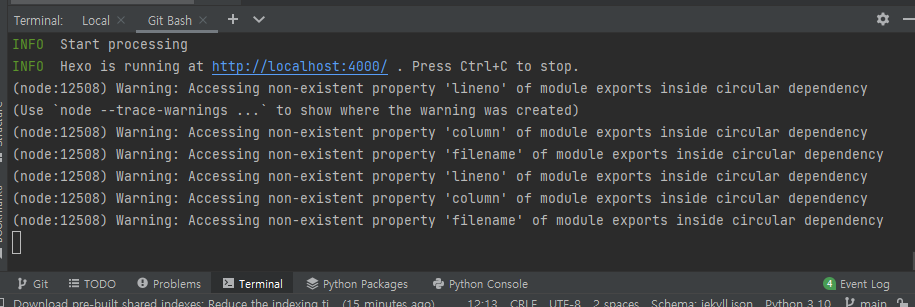 Terminal: Local × Git Bash × +
INFO  Start processing
INFO  Hexo is running at http://localhost:4000/ . Press Ctrl+C to stop.
(node:12508) Warning: Accessing non-existent property 'lineno' of module exports inside circular dependency
(Use `node --trace-warnings ...` to show where the warning was created)
(node:12508) Warning: Accessing non-existent property 'column' of module exports inside circular dependency
(node:12508) Warning: Accessing non-existent property 'filename' of module exports inside circular dependency
(node:12508) Warning: Accessing non-existent property 'lineno' of module exports inside circular dependency
(node:12508) Warning: Accessing non-existent property 'column' of module exports inside circular dependency
(node:12508) Warning: Accessing non-existent property 'filename' of module exports inside circular dependency
Git TODO Problems Terminal Python Packages Python Console 4 Event Log
Download pre-built shared indexes: Reduce the indexing ti... (15 minutes ago) 12:13 CRLF UTF-8 2 spaces Schema: jekyll.json Python 3.10 main